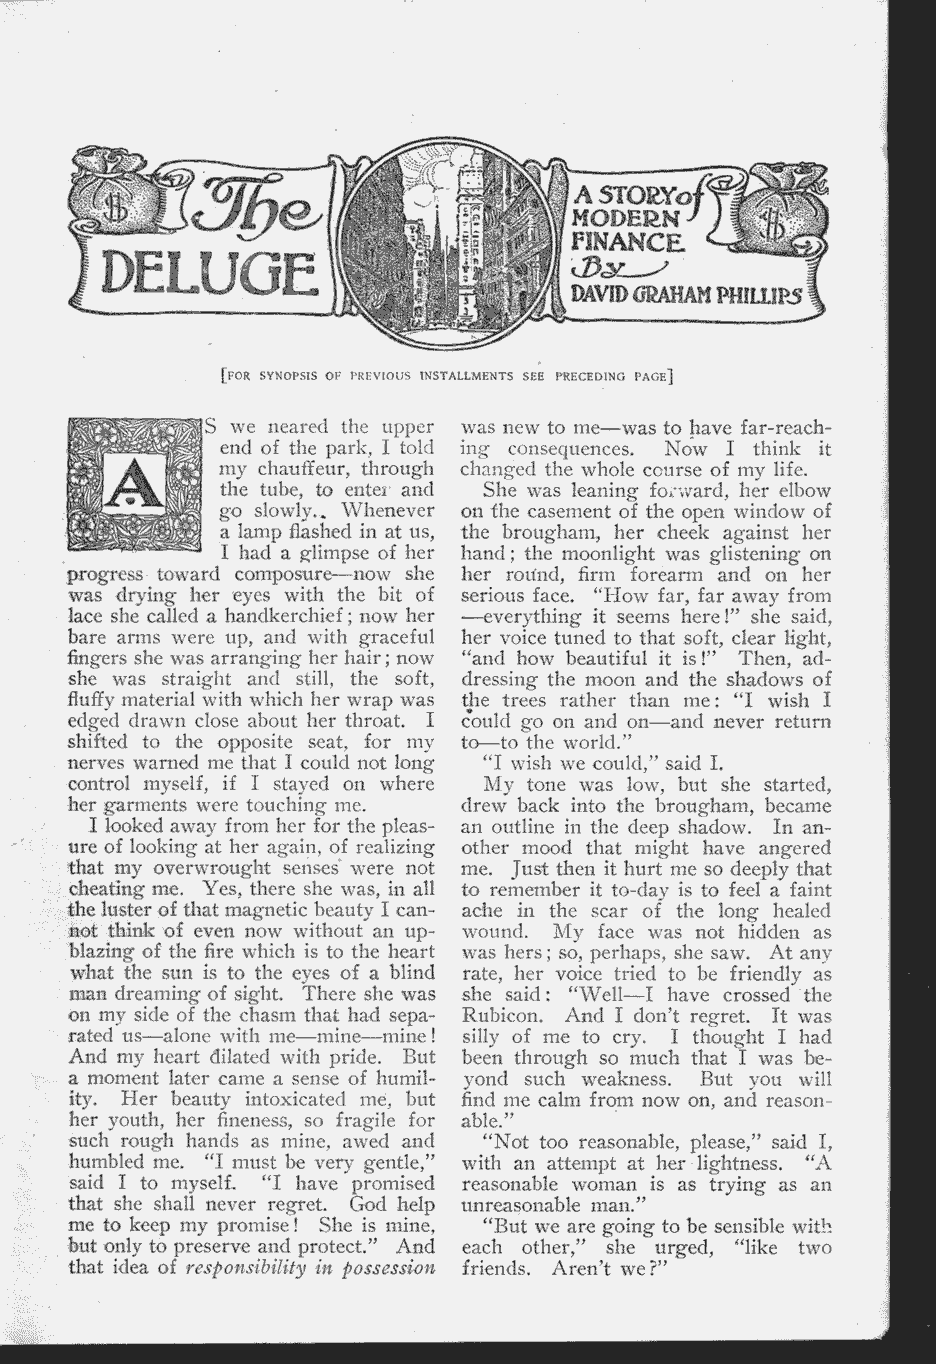 The
DELUGE
A STORY of
MODERN
FINANCE
By
DAVID GRAHAM PHILLIPS
[FOR SYNOPSIS OF PREVIOUS INSTALLMENTS SEE PRECEDING PAGE]
AS we neared the upper
end of the park, I told
my chauffeur, through
the tube, to enter and
go slowly. Whenever
a lamp flashed in at us,
I had a glimpse of her
progress toward composure—now she
was drying her eyes with the bit of
lace she called a handkerchief; now her
bare arms were up, and with graceful
fingers she was arranging her hair; now
she was straight and still, the soft,
fluffy material with which her wrap was
edged drawn close about her throat. I
shifted to the opposite seat, for my
nerves warned me that I could not long
control myself, if I stayed on where
her garments were touching me.
I looked away from her for the pleas-
ure of looking at her again, of realizing
that my overwrought senses were not
cheating me. Yes, there she was, in all
the luster of that magnetic beauty I can-
not think of even now without an up-
blazing of the fire which is to the heart
what the sun is to the eyes of a blind
man dreaming of sight. There she was
on my side of the chasm that had sepa-
rated us—alone with me—mine—mine!
And my heart dilated with pride. But
a moment later came a sense of humil-
ity. Her beauty intoxicated me, but
her youth, her fineness, so fragile for
such rough hands as mine, awed and
humbled me. "I must be very gentle,"
said I to myself. "I have promised
that she shall never regret. God help
me to keep my promise! She is mine,
but only to preserve and protect." And
that idea of responsibility in possession
was new to me—was to have far-reach-
ing consequences. Now I think it
changed the whole course of my life.
She was leaning forward, her elbow
on the casement of the open window of
the brougham, her cheek against her
hand; the moonlight was glistening on
her round, firm forearm and on her
serious face. "How far, far away from
—everything it seems here!" she said,
her voice tuned to that soft, clear light,
"and how beautiful it is!" Then, ad-
dressing the moon and the shadows of
the trees rather than me: "I wish I
could go on and on—and never return
to—to the world."
"I wish we could," said I.
My tone was low, but she started,
drew back into the brougham, became
an outline in the deep shadow. In an-
other mood that might have angered
me. Just then it hurt me so deeply that
to remember it to-day is to feel a faint
ache in the scar of the long healed
wound. My face was not hidden as
was hers; so, perhaps, she saw. At any
rate, her voice tried to be friendly as
she said: "Well—I have crossed the
Rubicon. And I don't regret. It was
silly of me to cry. I thought I had
been through so much that I was be-
yond such weakness. But you will
find me calm from now on, and reason-
able."
"Not too reasonable, please," said I,
with an attempt at her lightness. "A
reasonable woman is as trying as an
unreasonable man."
"But we are going to be sensible with
each other," she urged, "like two
friends. Aren't we?"